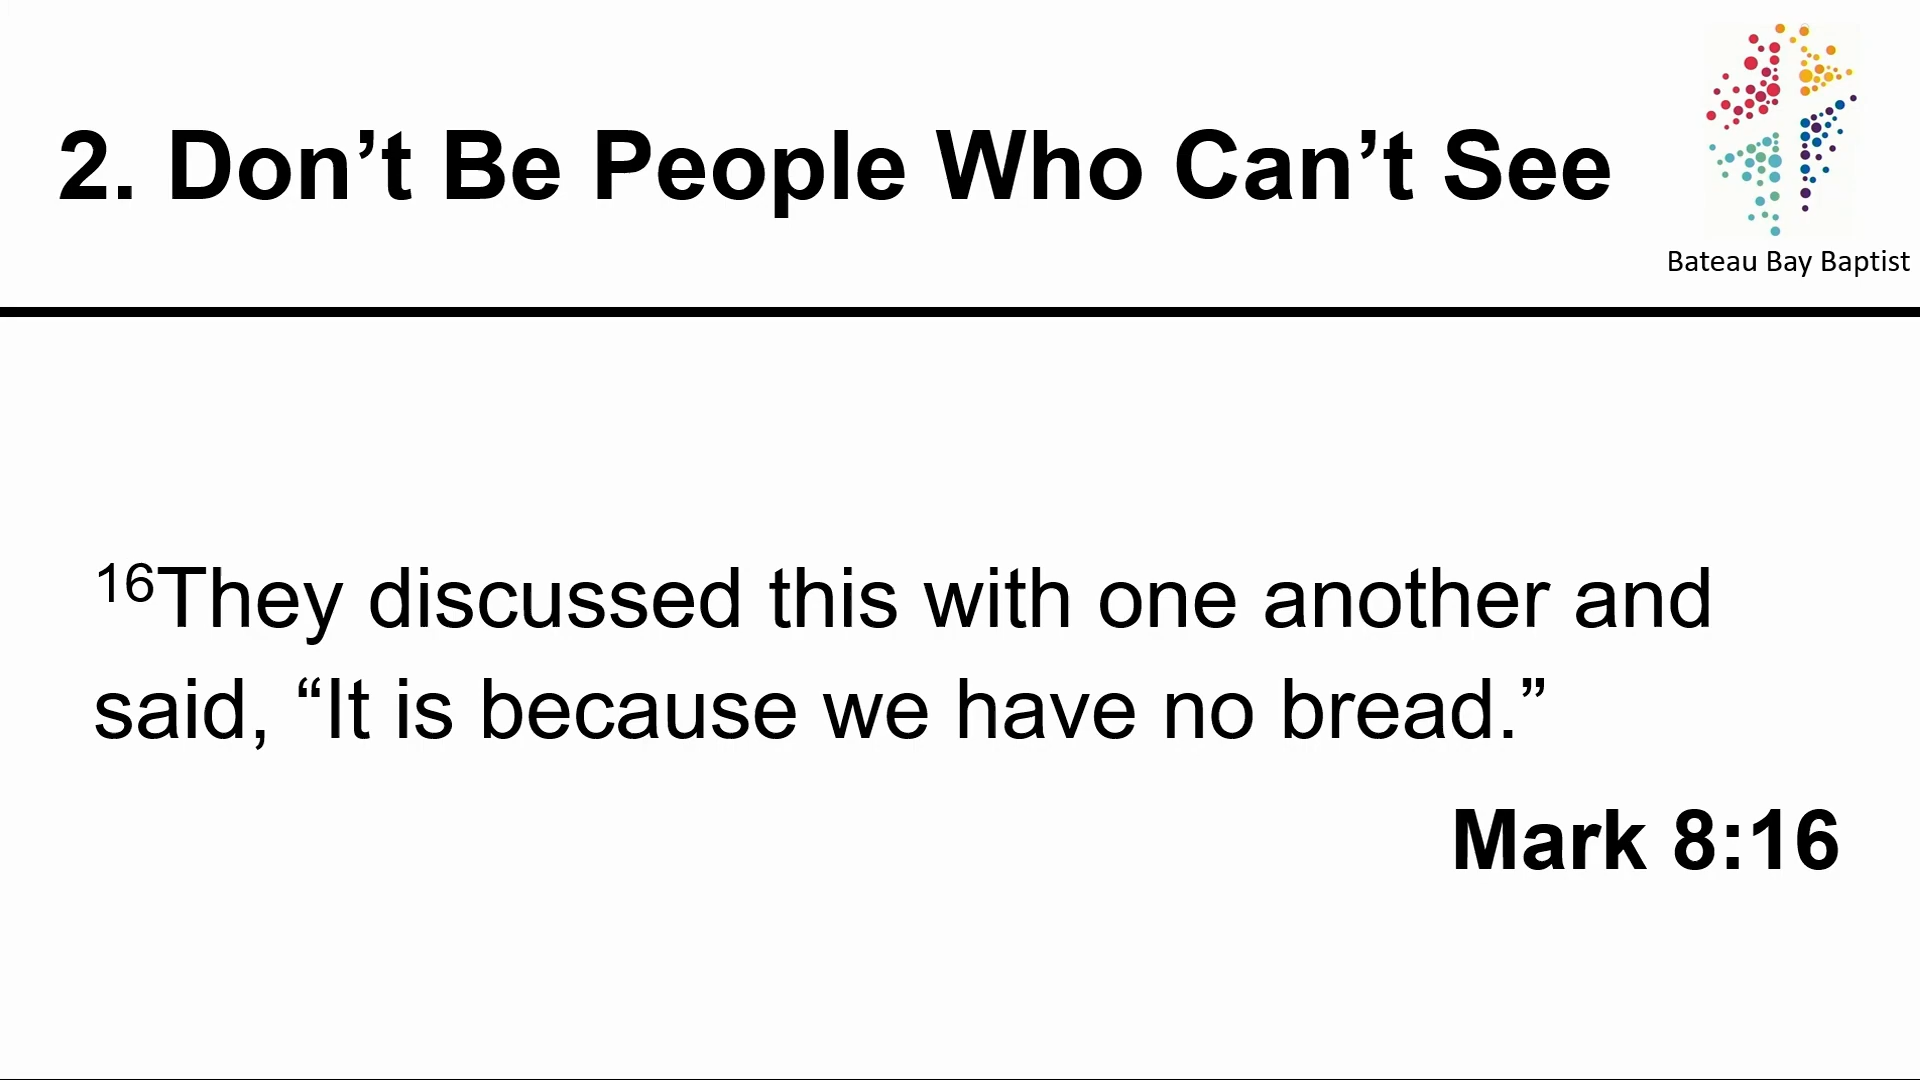 2. Don’t Be People Who Can’t See
Bateau Bay Baptist
¹⁶They discussed this with one another and
said, “It is because we have no bread.”
Mark 8:16